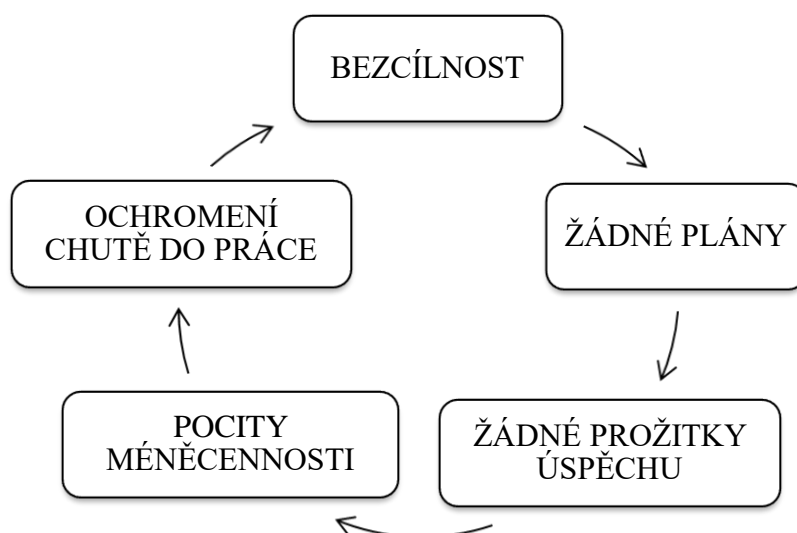 BEZCÍLNOST
ŽÁDNÉ PLÁNY
ŽÁDNÉ PROŽITKY
ÚSPĚCHU
POCITY
MÉNĚCENNOSTI
OCHROMENÍ
CHUTĚ DO PRÁCE